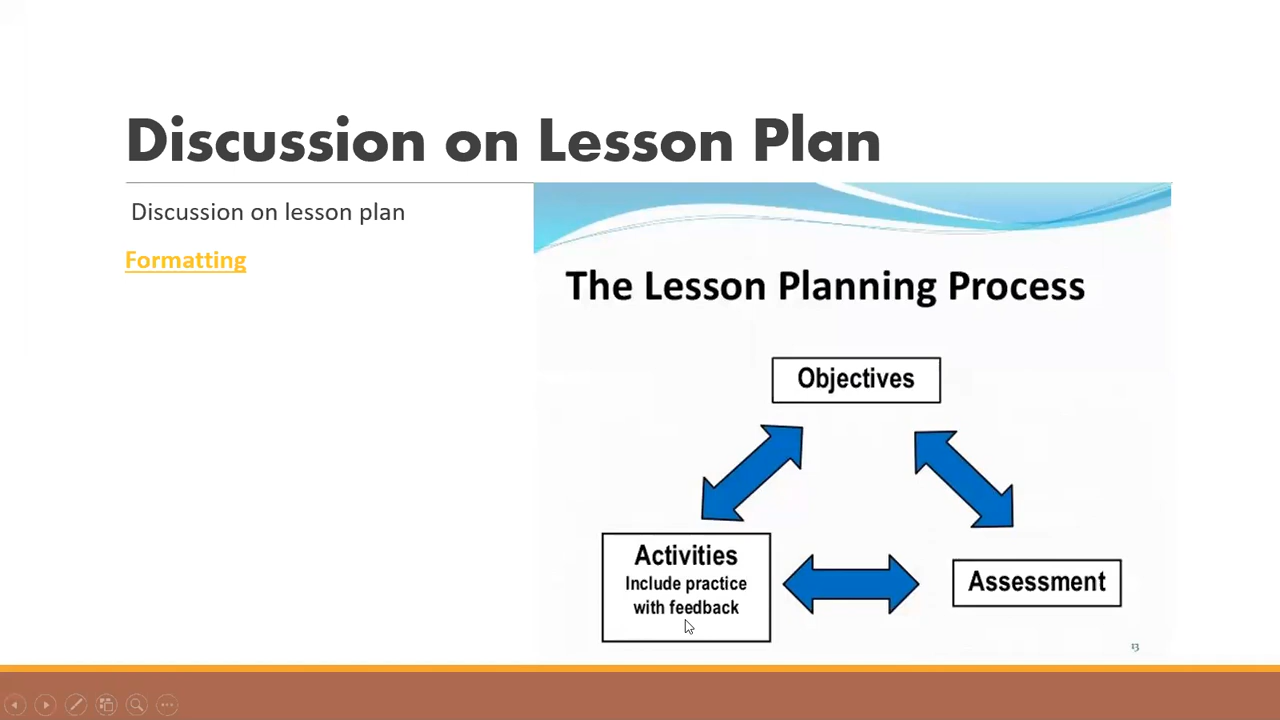 Discussion on Lesson Plan
Discussion on lesson plan
Formatting
The Lesson Planning Process
Objectives
Activities
Include practice
with feedback
Assessment
13